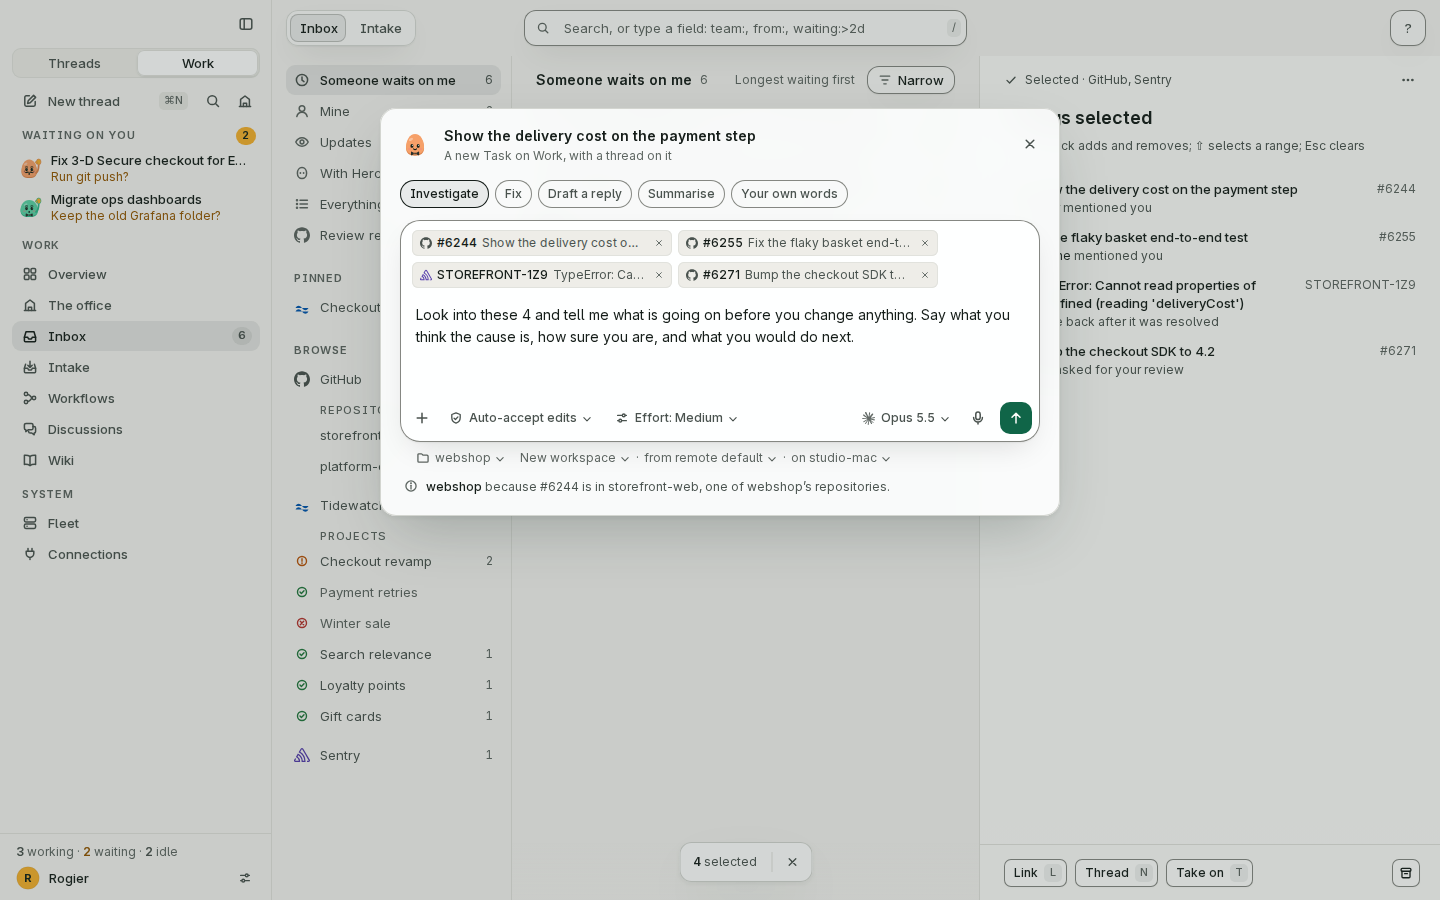 Threads
Work
New thread
⌘N
WAITING ON YOU
2
Fix 3-D Secure checkout for E…
Run git push?
Migrate ops dashboards
Keep the old Grafana folder?
WORK
Overview
The office
Inbox
6
Intake
Workflows
Discussions
Wiki
SYSTEM
Fleet
Connections
3 working · 2 waiting · 2 idle
R
Rogier
Inbox
Intake
Someone waits on me
6
Mine
Updates
With Herc
Everything
Review re
PINNED
Checkout
BROWSE
GitHub
REPOSITO
storefront
platform-
Tidewatc
PROJECTS
Checkout revamp
2
Payment retries
Winter sale
Search relevance
1
Loyalty points
1
Gift cards
1
Sentry
1
Search, or type a field: team:, from:, waiting:>2d
/
?
Someone waits on me 6
Longest waiting first
Narrow
Show the delivery cost on the payment step
A new Task on Work, with a thread on it
Investigate
Fix
Draft a reply
Summarise
Your own words
#6244 Show the delivery cost o…
#6255 Fix the flaky basket end-t…
STOREFRONT-1Z9 TypeError: Ca…
#6271 Bump the checkout SDK t…
Look into these 4 and tell me what is going on before you change anything. Say what you
think the cause is, how sure you are, and what you would do next.
Auto-accept edits
Effort: Medium
Opus 5.5
webshop
New workspace
· from remote default
· on studio-mac
webshop because #6244 is in storefront-web, one of webshop’s repositories.
4 selected
Selected · GitHub, Sentry
gs selected
ck adds and removes; ⇧ selects a range; Esc clears
w the delivery cost on the payment step
#6244
mentioned you
e flaky basket end-to-end test
#6255
ne mentioned you
Error: Cannot read properties of
STOREFRONT-1Z9
fined (reading 'deliveryCost')
e back after it was resolved
p the checkout SDK to 4.2
#6271
asked for your review
Link L
Thread N
Take on T